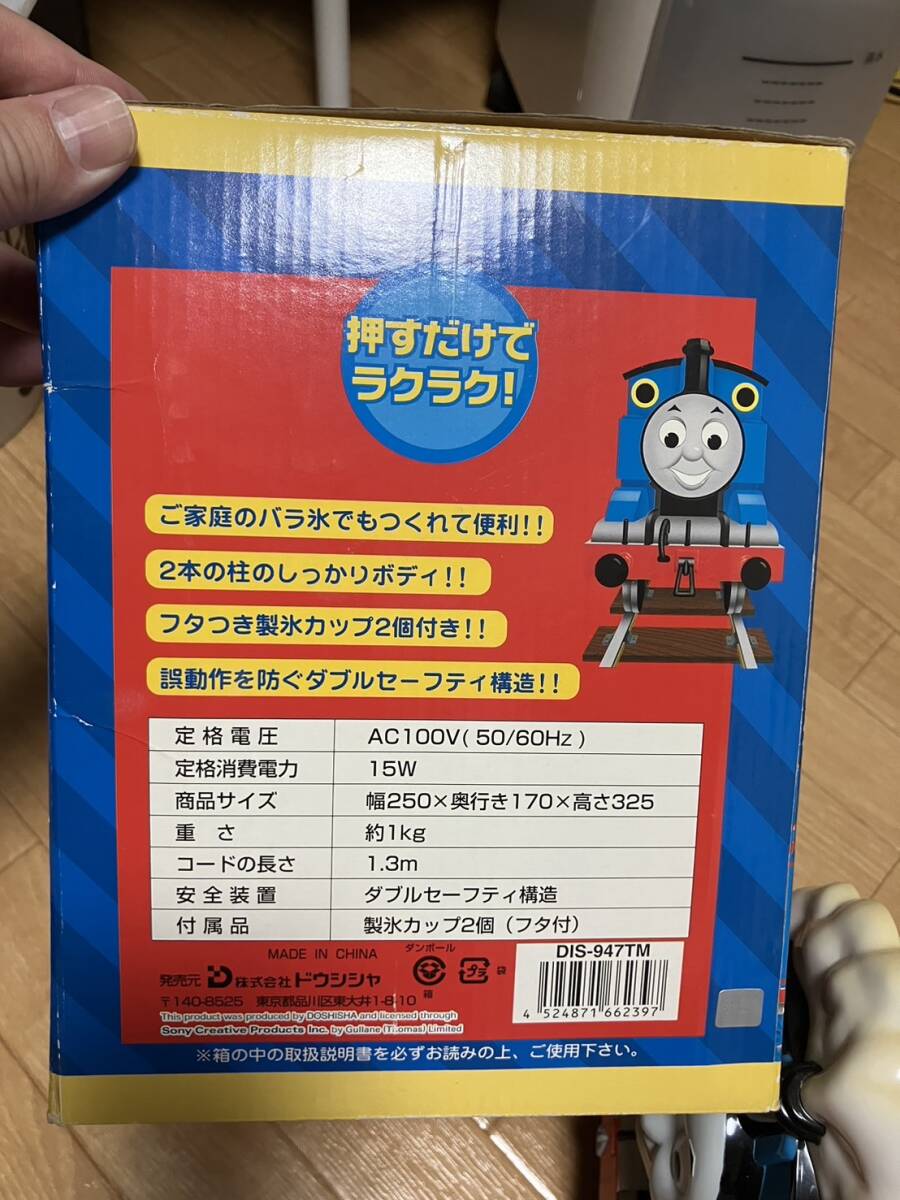 押すだけで
ラクラク!
ご家庭のバラ氷でもつくれて便利!!
2本の柱のしっかりボディ!!
フタつき製氷カップ2個付き!!
誤動作を防ぐダブルセーフティ構造!!
定格電圧 AC100V(50/60Hz)
定格消費電力 15W
商品サイズ 幅250×奥行き170×高さ325
重さ 約1kg
コードの長さ 1.3m
安全装置 ダブルセーフティ構造
付属品 製氷カップ2個(フタ付)
MADE IN CHINA
発売元 株式会社ドウシシャ
〒140-8525 東京都品川区東大井1-8-10
This product was produced by DOSHISHA and licensed through
Sony Creative Products Inc. by Gullane (Thomas) Limited
ダンボール
箱
プラ
袋
DIS-947TM
4 524871 662397
※箱の中の取扱説明書を必ずお読みの上、ご使用下さい。